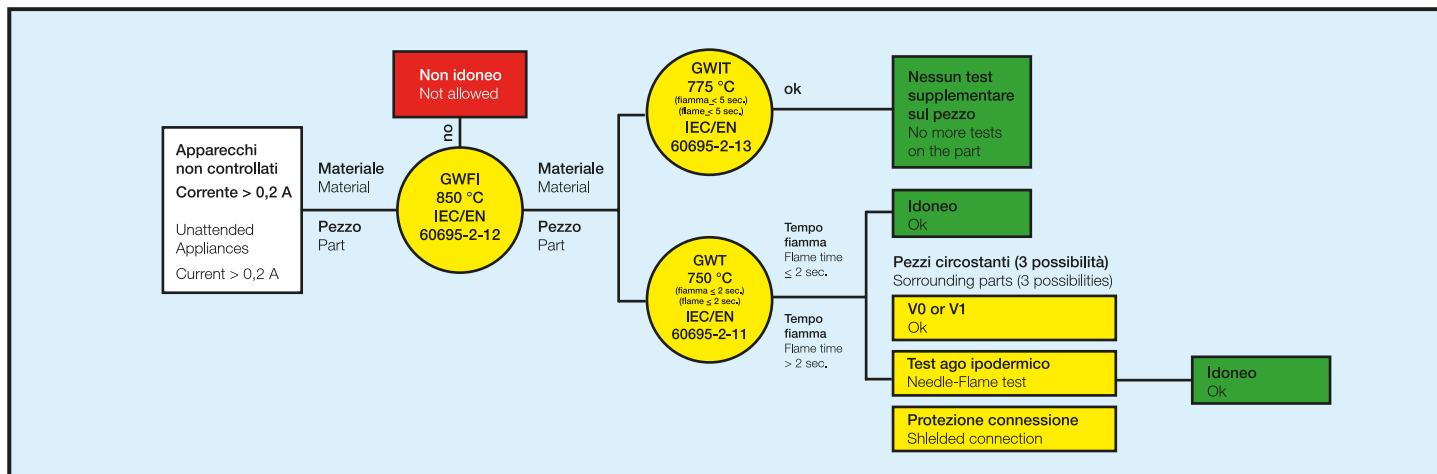 Apparecchi
non controllati
Corrente > 0,2 A
Unattended
Appliances
Current > 0,2 A
Materiale
Material
Pezzo
Part
Non idoneo
Not allowed
no
GWFI
850 °C
IEC/EN
60695-2-12
Materiale
Material
Pezzo
Part
GWIT
775 °C
(fiamma < 5 sec.)
(flame < 5 sec.)
IEC/EN
60695-2-13
ok
Nessun test
supplementare
sul pezzo
No more tests
on the part
GWT
750 °C
(fiamma ≤ 2 sec.)
(flame ≤ 2 sec.)
IEC/EN
60695-2-11
Tempo
fiamma
Flame time
≤ 2 sec.
Idoneo
Ok
Tempo
fiamma
Flame time
> 2 sec.
Pezzi circostanti (3 possibilità)
Sorrounding parts (3 possibilities)
V0 or V1
Ok
Test ago ipodermico
Needle-Flame test
Idoneo
Ok
Protezione connessione
Shlelded connection